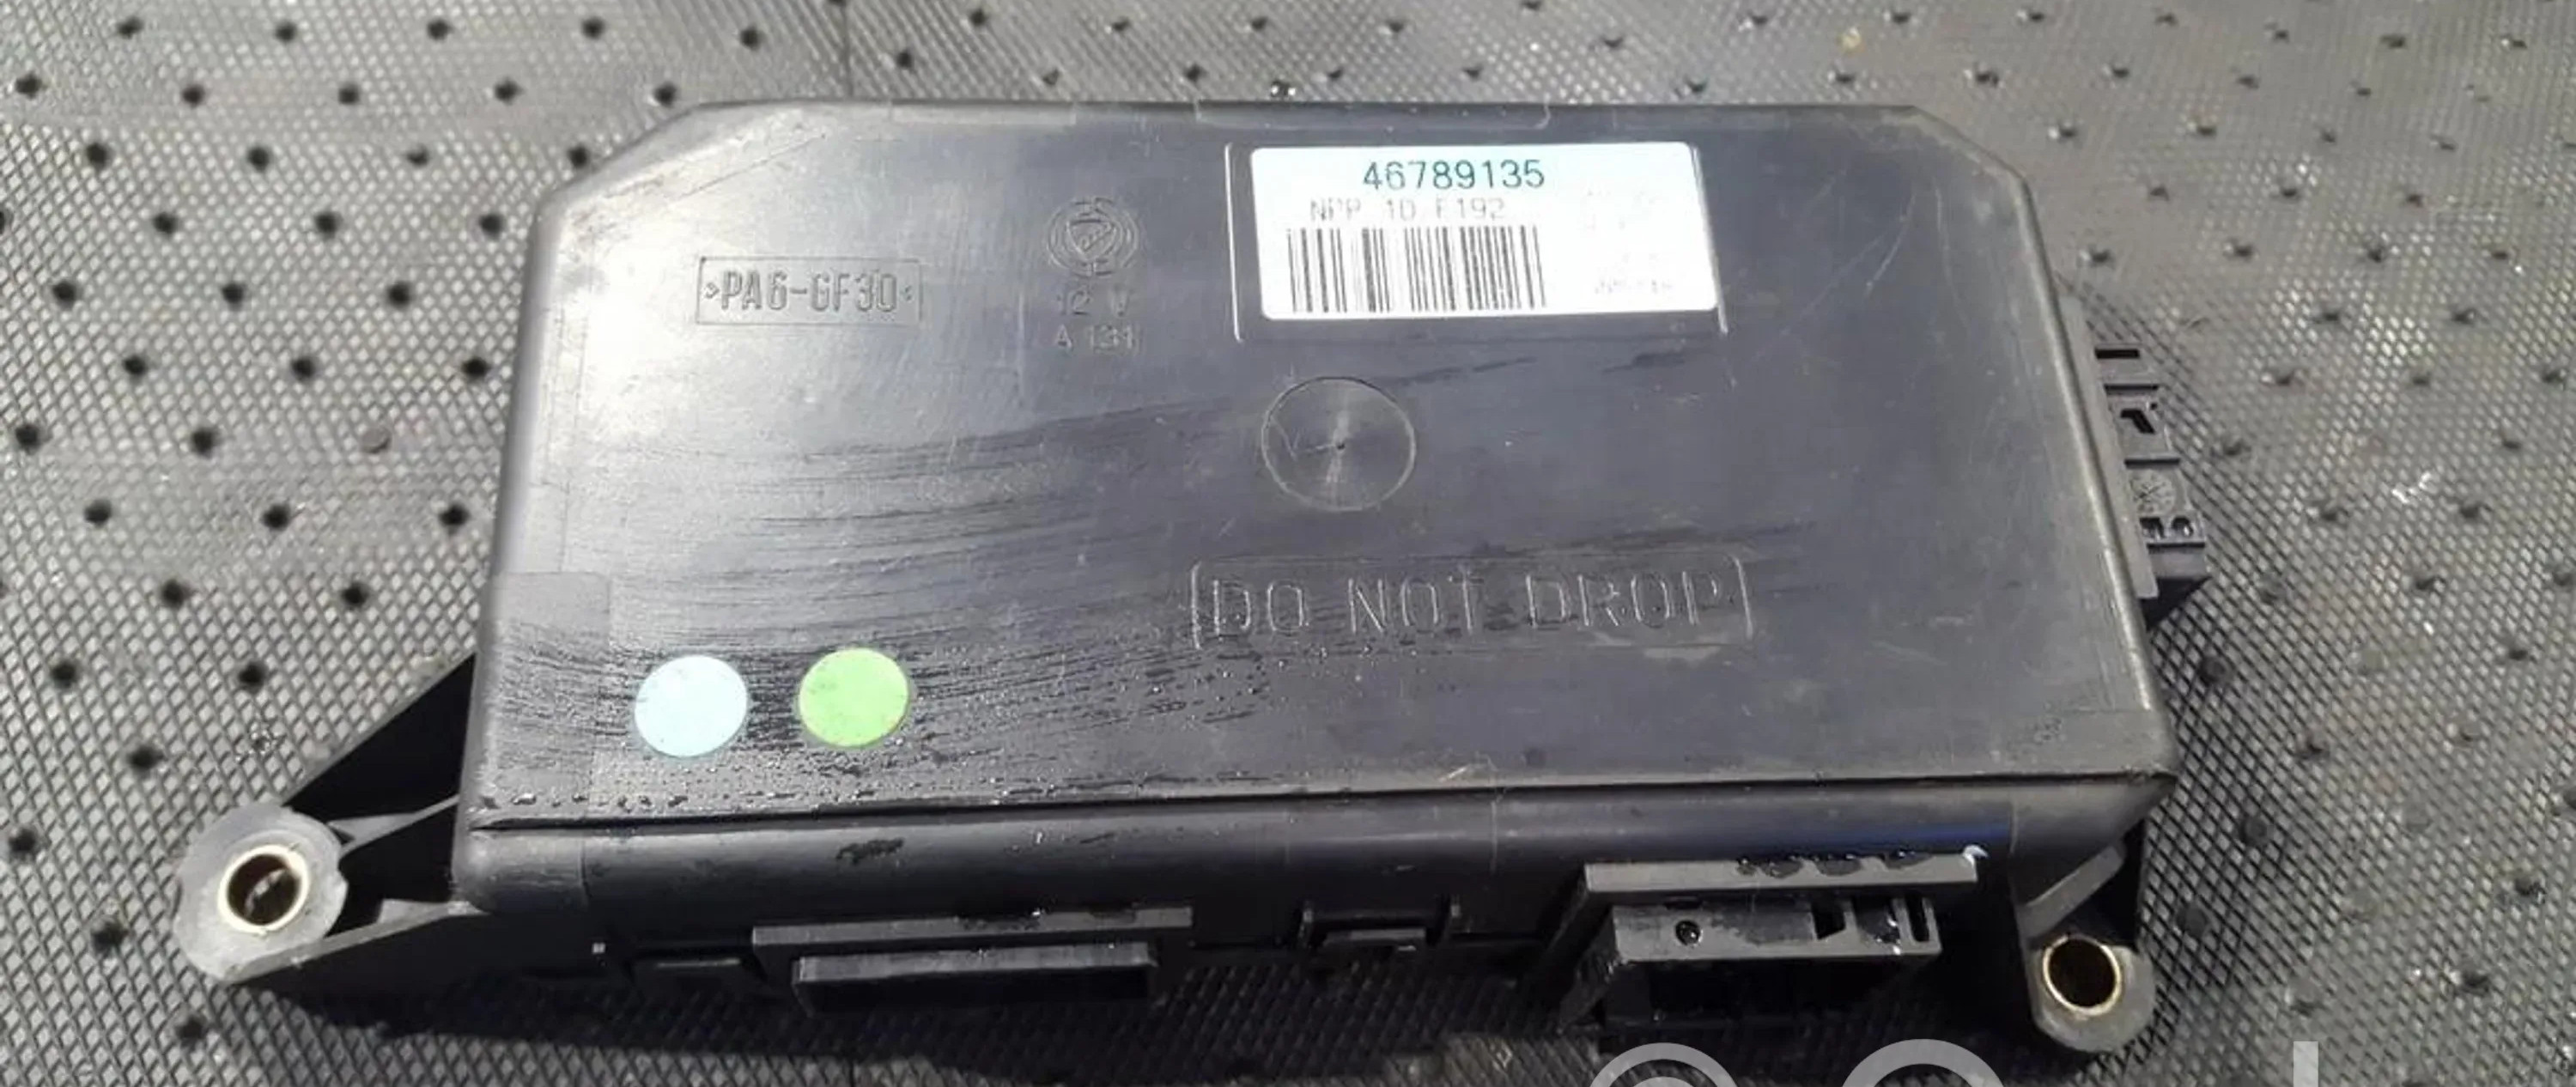 46789135
NPP 1D F192
>PA6-GF30<
12 V
A 131
DO NOT DROP